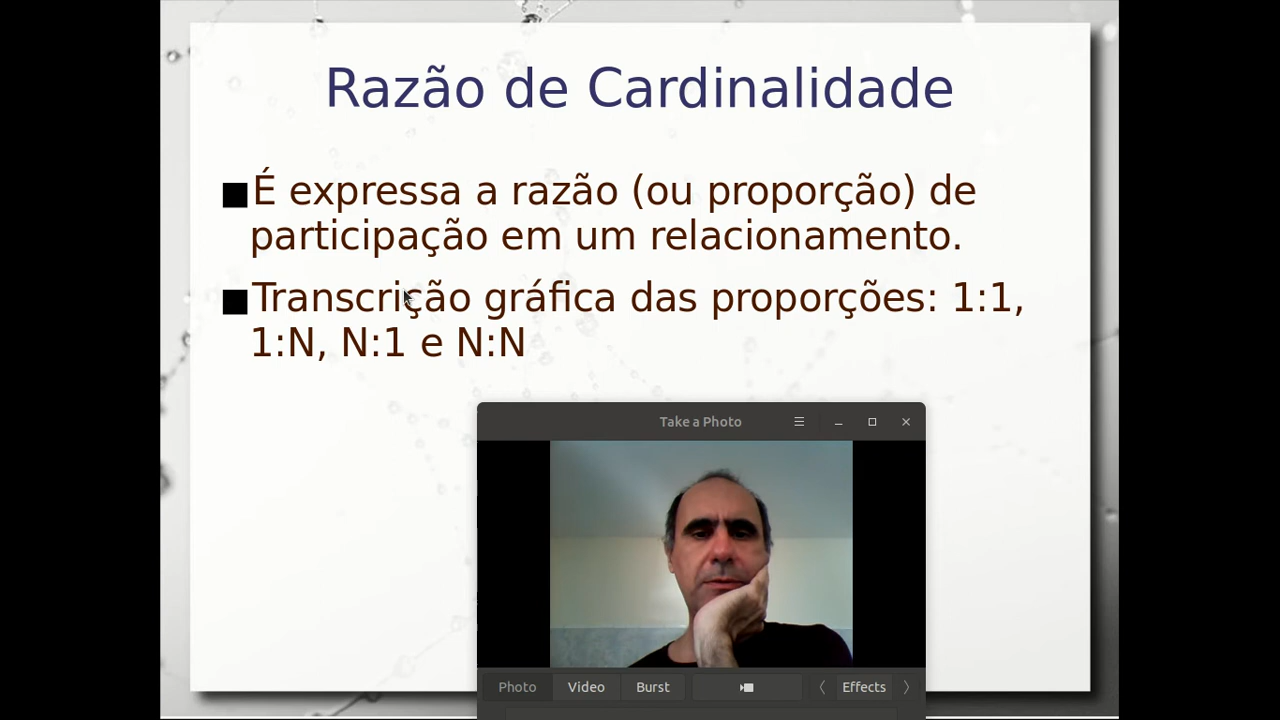 Razão de Cardinalidade
■É expressa a razão (ou proporção) de
participação em um relacionamento.
■Transcrição gráfica das proporções: 1:1,
1:N, N:1 e N:N
Take a Photo
Photo Video Burst Effects